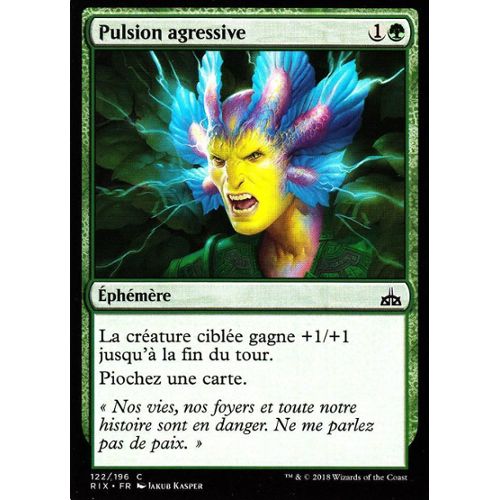 Pulsion agressive 1
Éphémère
La créature ciblée gagne +1/+1
jusqu'à la fin du tour.
Piochez une carte.
« Nos vies, nos foyers et toute notre
histoire sont en danger. Ne me parlez
pas de paix. »
122/196 C
RIX • FR Jakub Kasper ™ & © 2018 Wizards of the Coast